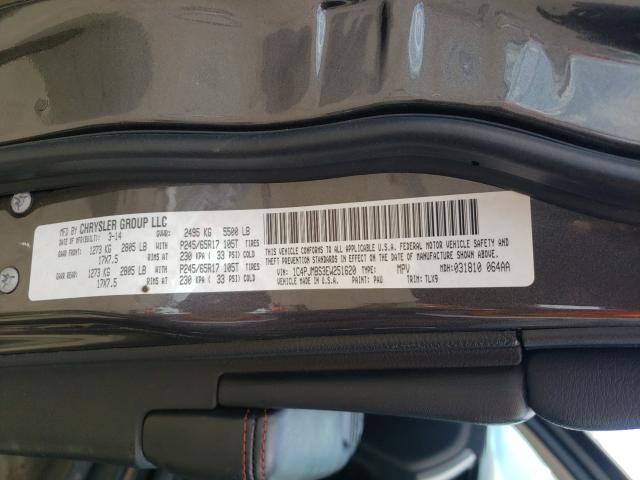 MFD BY CHRYSLER GROUP LLC
DATE OF MFR(BUILT): 3-14 GVWR: 2495 KG 5500 LB
GAWR FRONT: 1273 KG 2805 LB WITH P245/65R17 105T TIRES
17X7.5 RIMS AT: 230 KPA ( 33 PSI) COLD
GAWR REAR: 1273 KG 2805 LB WITH P245/65R17 105T TIRES
17X7.5 RIMS AT: 230 KPA ( 33 PSI) COLD
THIS VEHICLE CONFORMS TO ALL APPLICABLE U.S.A. FEDERAL MOTOR VEHICLE SAFETY
STANDARDS IN EFFECT ON THE DATE OF MANUFACTURE SHOWN ABOVE.
VIN: 1C4PJMBS3EW251620 TYPE: MPV MDH: 031810 064AA
VEHICLE MADE IN U.S.A. PAINT: PAU TRIM: TLX9